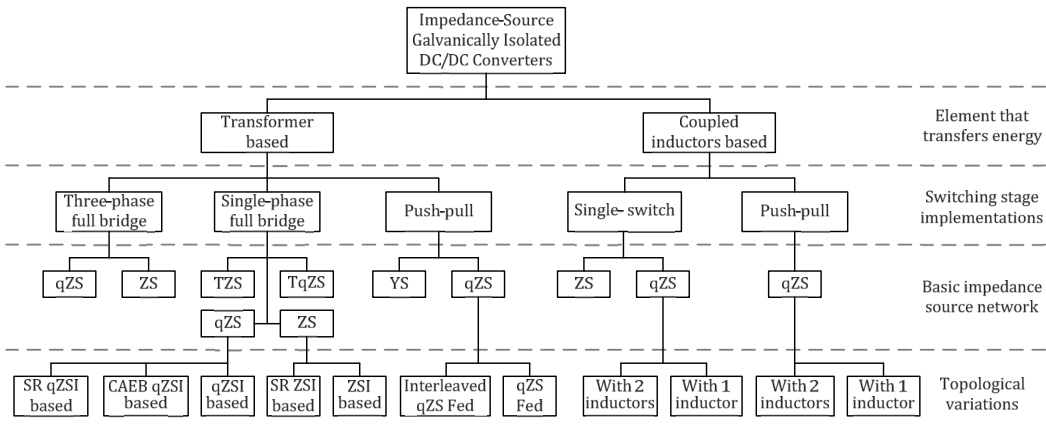 Impedance-Source
Galvanically Isolated
DC/DC Converters
Transformer
based
Coupled
inductors based
Element that
transfers energy
Three-phase
full bridge
Single-phase
full bridge
Push-pull
Single- switch
Push-pull
Switching stage
implementations
qZS
ZS
TZS
TqZS
YS
qZS
ZS
qZS
qZS
Basic impedance
source network
qZS
ZS
SR qZSI
based
CAEB qZSI
based
qZSI
based
SR ZSI
based
ZSI
based
Interleaved
qZS Fed
qZS
Fed
With 2
inductors
With 1
inductor
With 2
inductors
With 1
inductor
Topological
variations